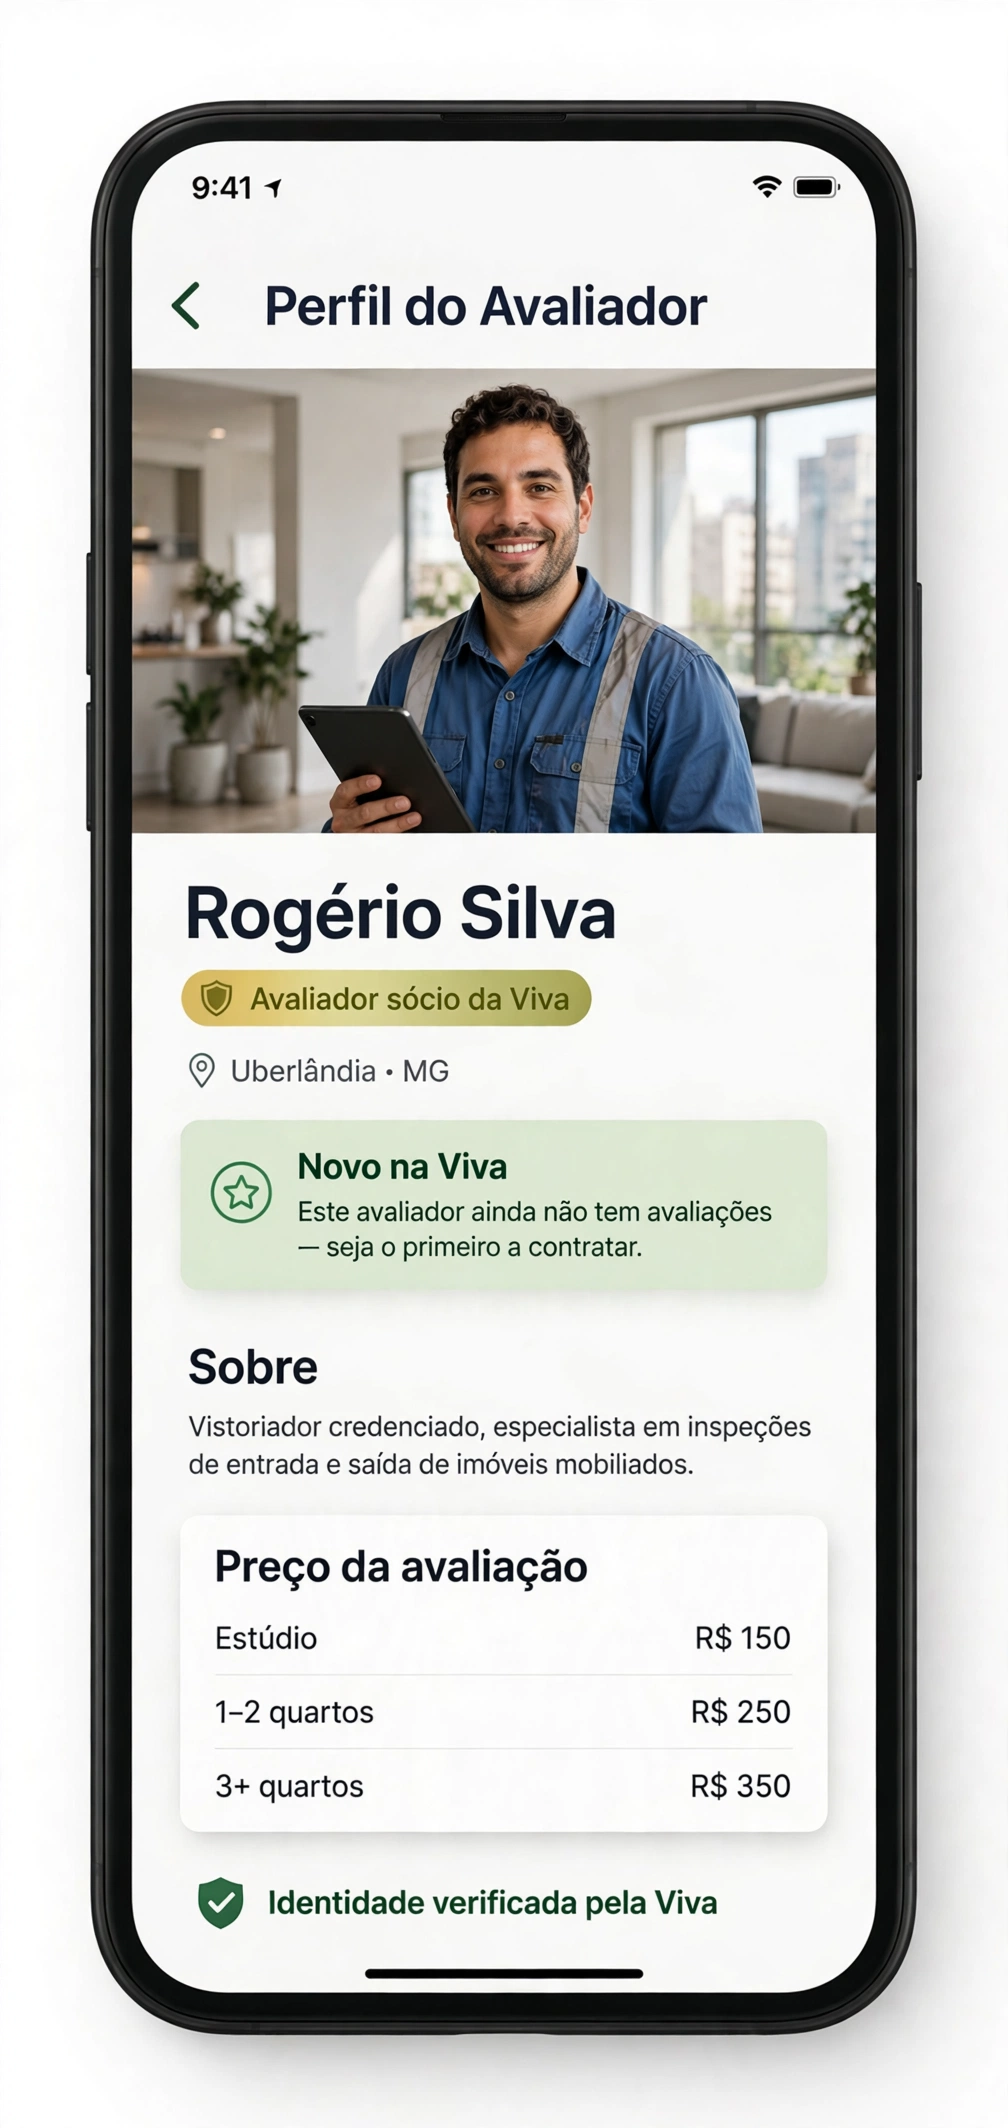 9:41
Perfil do Avaliador
Rogério Silva
Avaliador sócio da Viva
Uberlândia • MG
Novo na Viva
Este avaliador ainda não tem avaliações
— seja o primeiro a contratar.
Sobre
Vistoriador credenciado, especialista em inspeções
de entrada e saída de imóveis mobiliados.
Preço da avaliação
Estúdio R$ 150
1–2 quartos R$ 250
3+ quartos R$ 350
Identidade verificada pela Viva